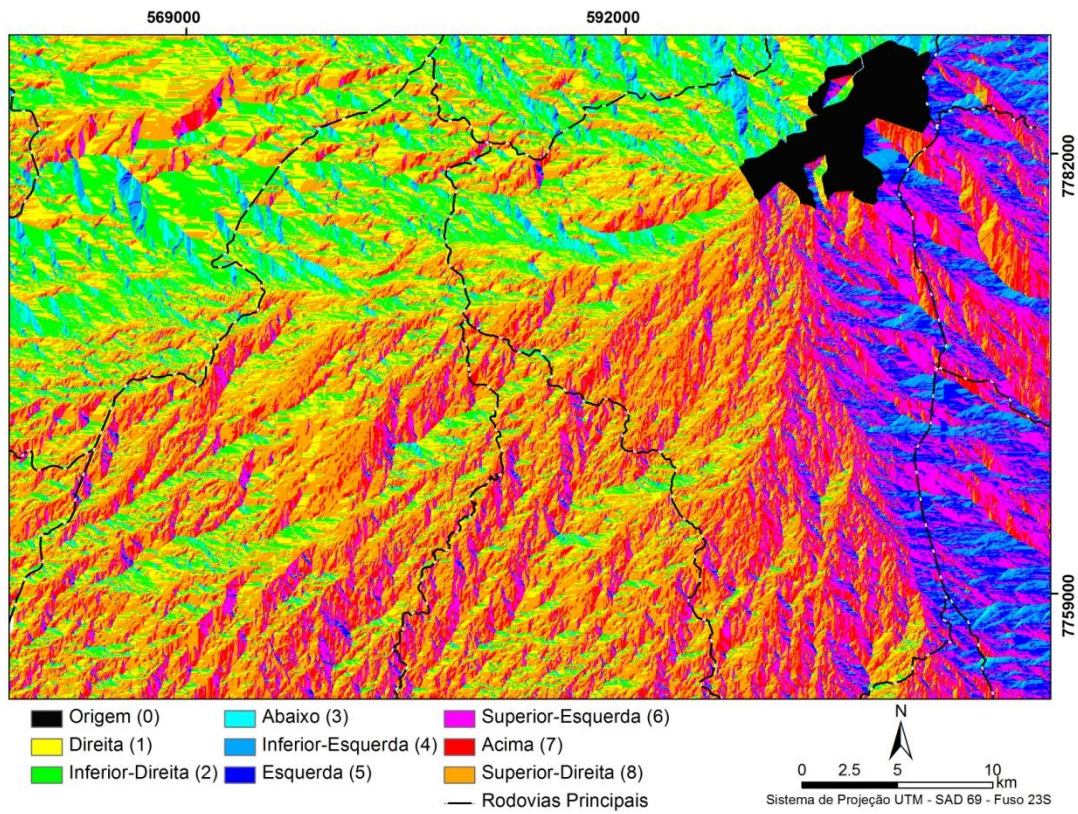 569000
592000
7782000
7759000
Origem (0)
Direita (1)
Inferior-Direita (2)
Abaixo (3)
Inferior-Esquerda (4)
Esquerda (5)
Superior-Esquerda (6)
Acima (7)
Superior-Direita (8)
Rodovias Principais
N
0 2.5 5 10
km
Sistema de Projeção UTM - SAD 69 - Fuso 23S